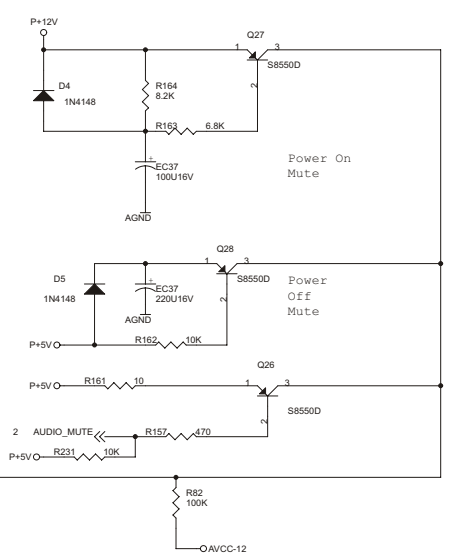 P+12V
Q27
1 3
S8550D
2
D4
1N4148
R164
8.2K
R163 6.8K
Power On
Mute
+
EC37
100U16V
AGND
Q28
1 3
S8550D
2
D5
1N4148
+
EC37
220U16V
AGND
Power
Off
Mute
P+5V R162 10K
Q26
P+5V R161 10 1 3
S8550D
2
2 AUDIO_MUTE R157 470
P+5V R231 10K
R82
100K
AVCC-12